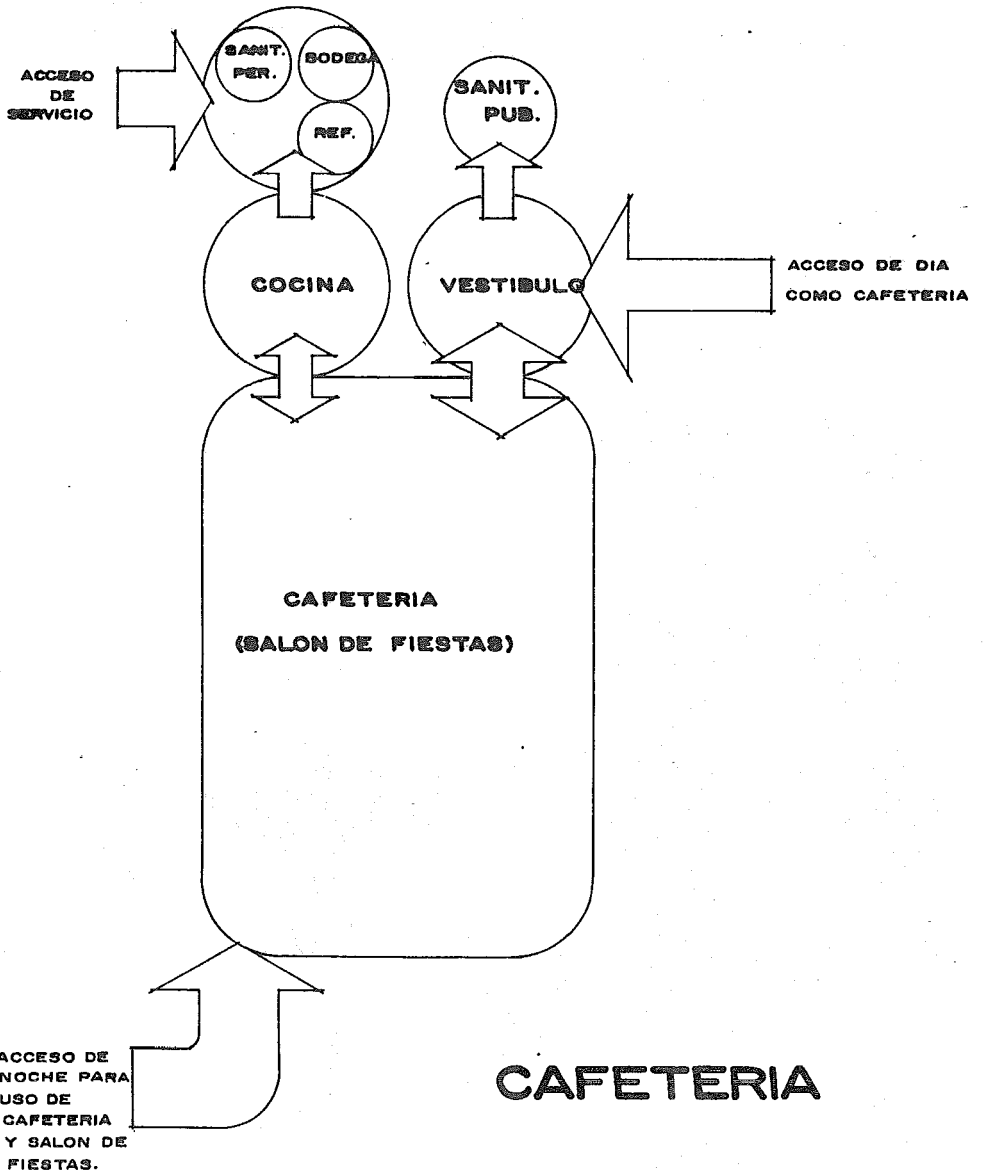 SANIT.
PER.
BODEGA
REF.
ACCESO
DE
SERVICIO
SANIT.
PUB.
COCINA
VESTIBULO
ACCESO DE DIA
COMO CAFETERIA
CAFETERIA
(SALON DE FIESTAS)
ACCESO DE
NOCHE PARA
USO DE
CAFETERIA
Y SALON DE
FIESTAS.
CAFETERIA